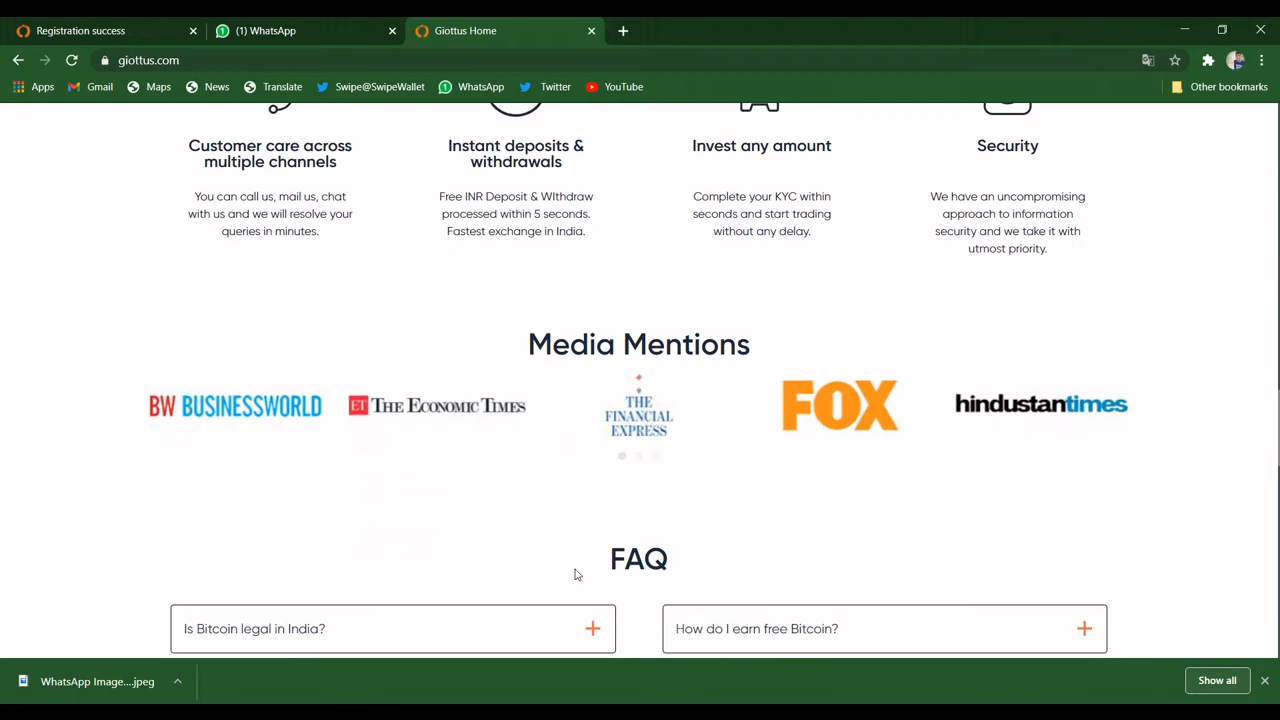 Registration success
(1) WhatsApp
Giottus Home
giottus.com
Apps
Gmail
Maps
News
Translate
Swipe@SwipeWallet
WhatsApp
Twitter
YouTube
Other bookmarks
Customer care across
multiple channels
You can call us, mail us, chat
with us and we will resolve your
queries in minutes.
Instant deposits &
withdrawals
Free INR Deposit & WIthdraw
processed within 5 seconds.
Fastest exchange in India.
Invest any amount
Complete your KYC within
seconds and start trading
without any delay.
Security
We have an uncompromising
approach to information
security and we take it with
utmost priority.
Media Mentions
BW BUSINESSWORLD
ET THE ECONOMIC TIMES
THE
FINANCIAL
EXPRESS
FOX
hindustantimes
FAQ
Is Bitcoin legal in India?
How do I earn free Bitcoin?
WhatsApp Image....jpeg
Show all